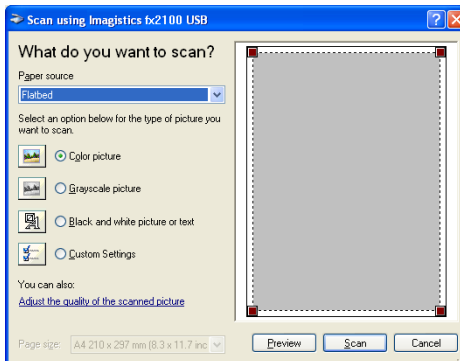 Scan using Imagistics fx2100 USB
What do you want to scan?
Paper source
Flatbed
Select an option below for the type of picture you
want to scan.
Color picture
Grayscale picture
Black and white picture or text
Custom Settings
You can also:
Adjust the quality of the scanned picture
Page size:
A4 210 x 297 mm (8.3 x 11.7 inc
Preview
Scan
Cancel